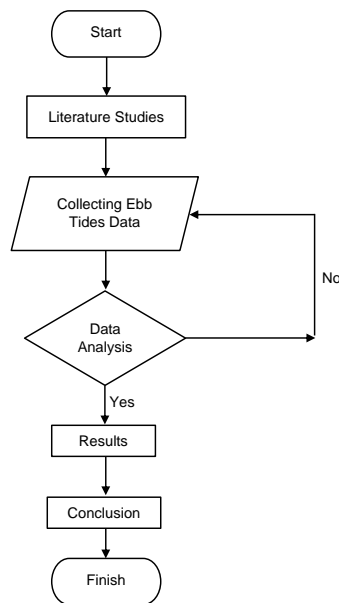 Start
Literature Studies
Collecting Ebb
Tides Data
No
Data
Analysis
Yes
Results
Conclusion
Finish